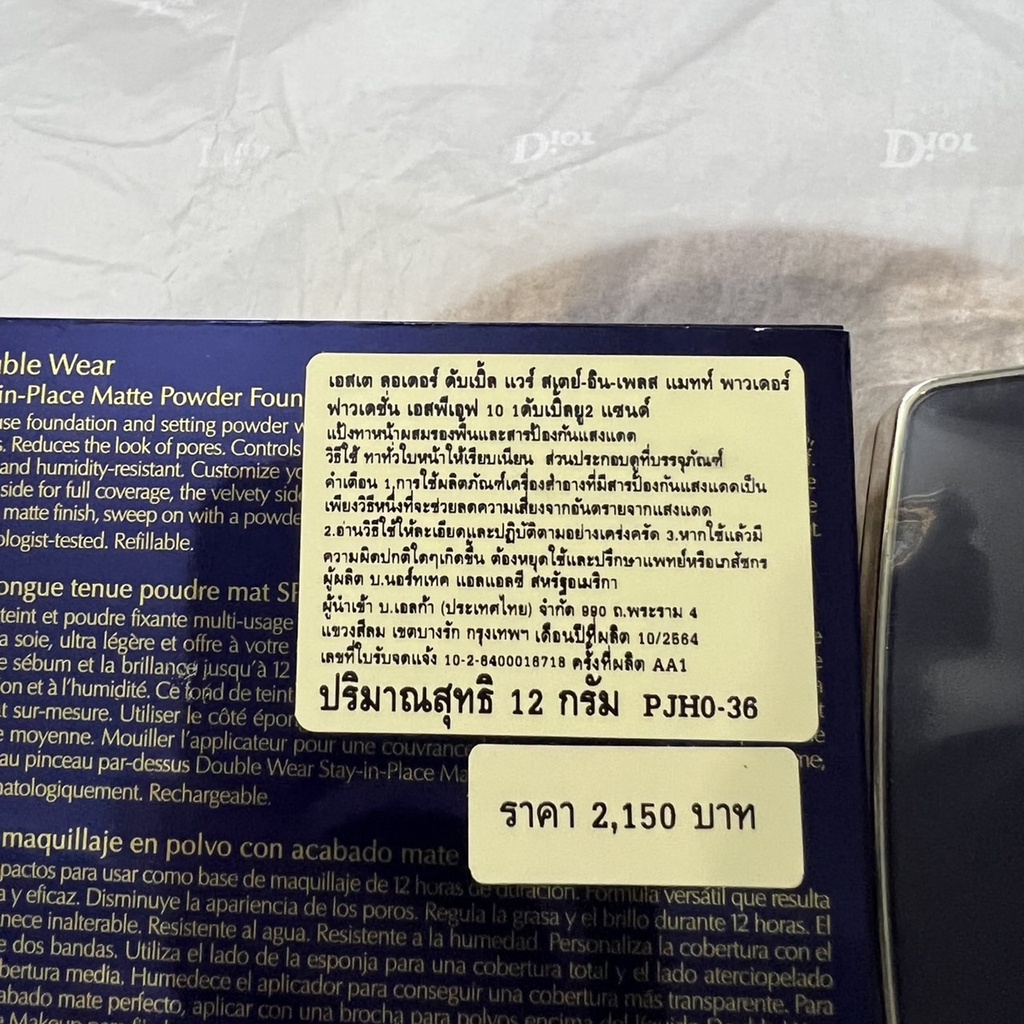 Dior
Dior
Dior
Wear
in-Place Matte Powder
foundation and setting powder
Reduces the look of pores. Controls
and humidity-resistant. Customize
side for full coverage, the velvety
matte finish, sweep on with a
Refillable.
เอสเต ลอเดอร์ ดับเบิ้ล แวร์ สเตย์-อิน-เพลส แมทท์ พาวเดอร์
ฟาวเดชั่น เอสพีเอฟ 10 1ดับเบิ้ลยู2 แซนด์
แป้งทาหน้าผสมรองพื้นและสารป้องกันแสงแดด
วิธีใช้ ทาทั่วใบหน้าให้เรียบเนียน ส่วนประกอบดูที่บรรจุภัณฑ์
คำเตือน 1.การใช้ผลิตภัณฑ์เครื่องสำอางที่มีสารป้องกันแสงแดดเป็น
เพียงวิธีหนึ่งที่จะช่วยลดความเสี่ยงจากอันตรายจากแสงแดด
2.อ่านวิธีใช้ให้ละเอียดและปฏิบัติตามอย่างเคร่งครัด 3.หากใช้แล้วมี
ความผิดปกติใดๆเกิดขึ้น ต้องหยุดใช้และปรึกษาแพทย์หรือเภสัชกร
ผู้ผลิต บ.นอร์ทเทค แอลแอลซี สหรัฐอเมริกา
ผู้นำเข้า บ.เอลก้า (ประเทศไทย) จำกัด 990 ถ.พระราม 4
แขวงสีลม เขตบางรัก กรุงเทพฯ เดือนปีที่ผลิต 10/2564
เลขที่ใบรับจดแจ้ง 10-2-6400016718 ครั้งที่ผลิต AA1
ปริมาณสุทธิ 12 กรัม PJH0-36
ราคา 2,150 บาท
longue tenue poudre mat
teint et poudre fixante multi-usage
soie, ultra légère et offre à votre
sébum et la brillance jusqu'à 12
et à l'humidité. Ce fond de teint
sur-mesure. Utiliser le côté
moyenne. Mouiller l'applicateur pour une
au pinceau par-dessus Double Wear Stay-in-Place
Rechargeable.
maquillaje en polvo con acabado mate
para usar como base de maquillaje de 12 horas de duración. Fórmula versátil que resulta
y eficaz. Disminuye la apariencia de los poros. Regula la grasa y el brillo durante 12 horas. El
inalterable. Resistente al agua. Resistente a la humedad. Personaliza la cobertura con el
dos bandas. Utiliza el lado de la esponja para una cobertura total y el lado aterciopelado
media. Humedece el aplicador para conseguir una cobertura más transparente. Para
mate perfecto, aplicar con una brocha para polvos encima del